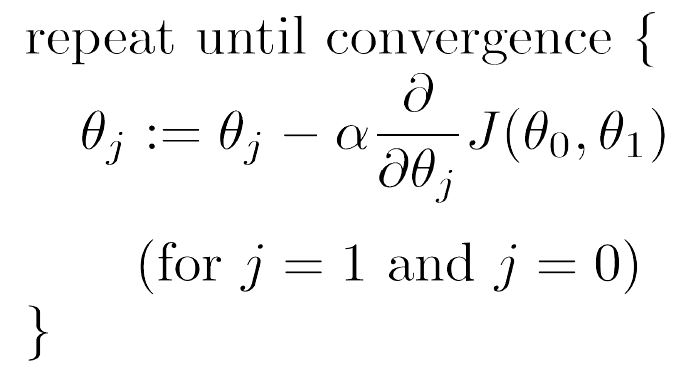 repeat until convergence {
θ_j := θ_j − α ∂/∂θ_j J(θ_0, θ_1)
(for j = 1 and j = 0)
}